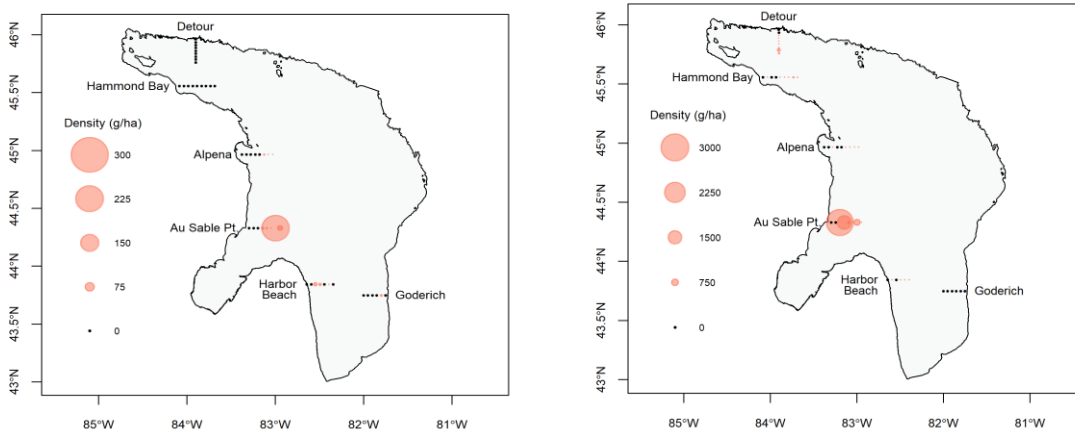 46°N
45.5°N
45°N
44.5°N
44°N
43.5°N
43°N
Detour
Hammond Bay
Density (g/ha)
300
225
150
75
0
Alpena
Au Sable Pt.
Harbor
Beach
Goderich
85°W
84°W
83°W
82°W
81°W
46°N
45.5°N
45°N
44.5°N
44°N
43.5°N
43°N
Detour
Hammond Bay
Density (g/ha)
3000
2250
1500
750
0
Alpena
Au Sable Pt.
Harbor
Beach
Goderich
85°W
84°W
83°W
82°W
81°W